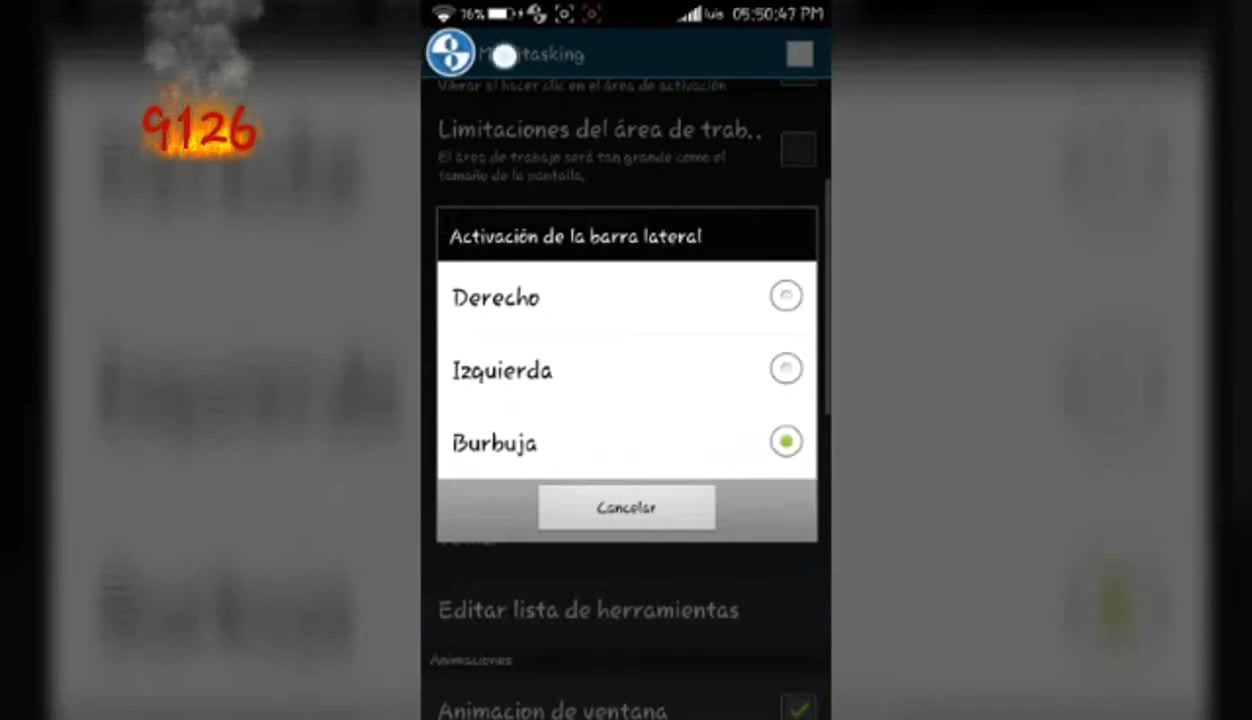 76%
luis 05:50:47 PM
9126
Vibrar al hacer clic en el área de activación
Limitaciones del área de trab..
El área de trabajo será tan grande como el
tamaño de la pantalla.
Activación de la barra lateral
Derecho
Izquierda
Burbuja
Cancelar
Editar lista de herramientas
Animaciones
Animacion de ventana